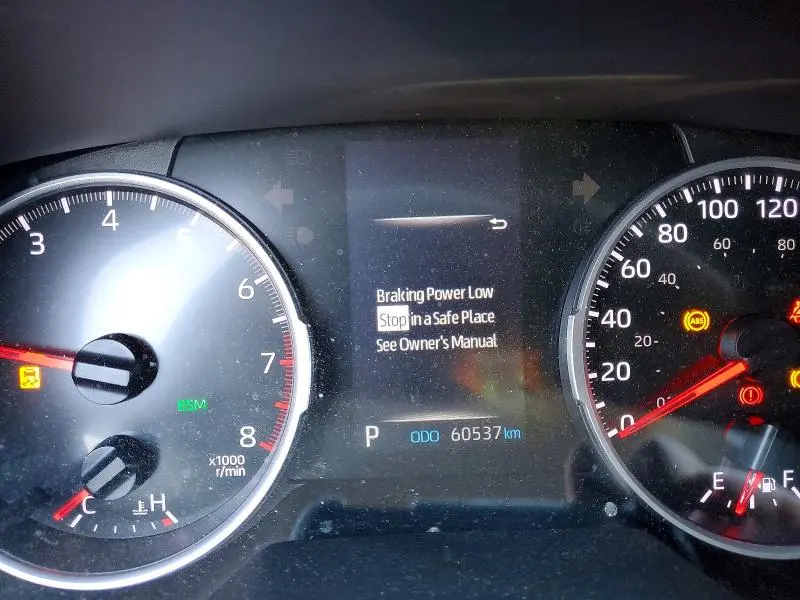 Braking Power Low
Stop in a Safe Place
See Owner's Manual
P ODO 60537 km
3
4
5
6
7
8
x1000
r/min
BSM
C
H
0
20
40
60
80
100
120
0
20
40
60
80
ABS
E
F